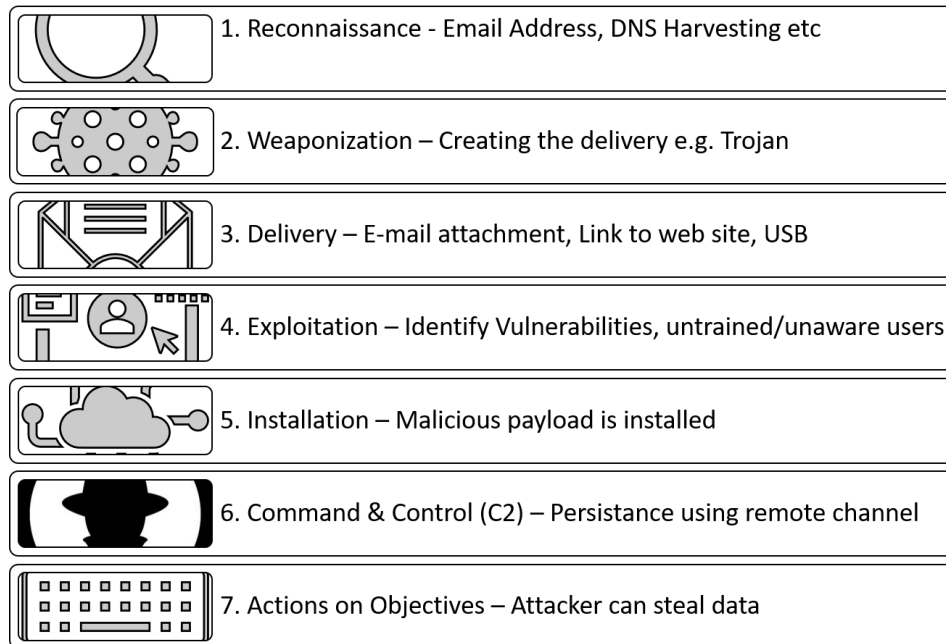 1. Reconnaissance - Email Address, DNS Harvesting etc
2. Weaponization – Creating the delivery e.g. Trojan
3. Delivery – E-mail attachment, Link to web site, USB
4. Exploitation – Identify Vulnerabilities, untrained/unaware users
5. Installation – Malicious payload is installed
6. Command & Control (C2) – Persistance using remote channel
7. Actions on Objectives – Attacker can steal data